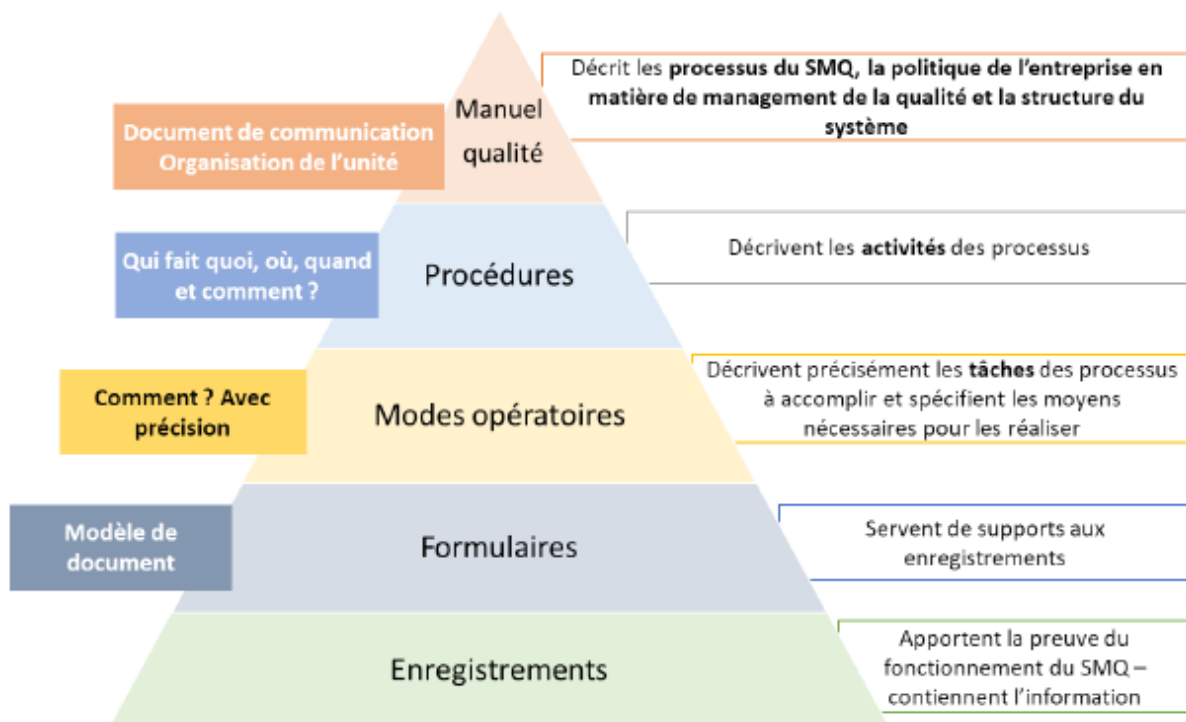 Décrit les processus du SMQ, la politique de l'entreprise en
matière de management de la qualité et la structure du
système
Manuel
qualité
Document de communication
Organisation de l'unité
Qui fait quoi, où, quand
et comment ?
Procédures
Décrivent les activités des processus
Comment ? Avec
précision
Modes opératoires
Décrivent précisément les tâches des processus
à accomplir et spécifient les moyens
nécessaires pour les réaliser
Modèle de
document
Formulaires
Servent de supports aux
enregistrements
Enregistrements
Apportent la preuve du
fonctionnement du SMQ –
contiennent l'information